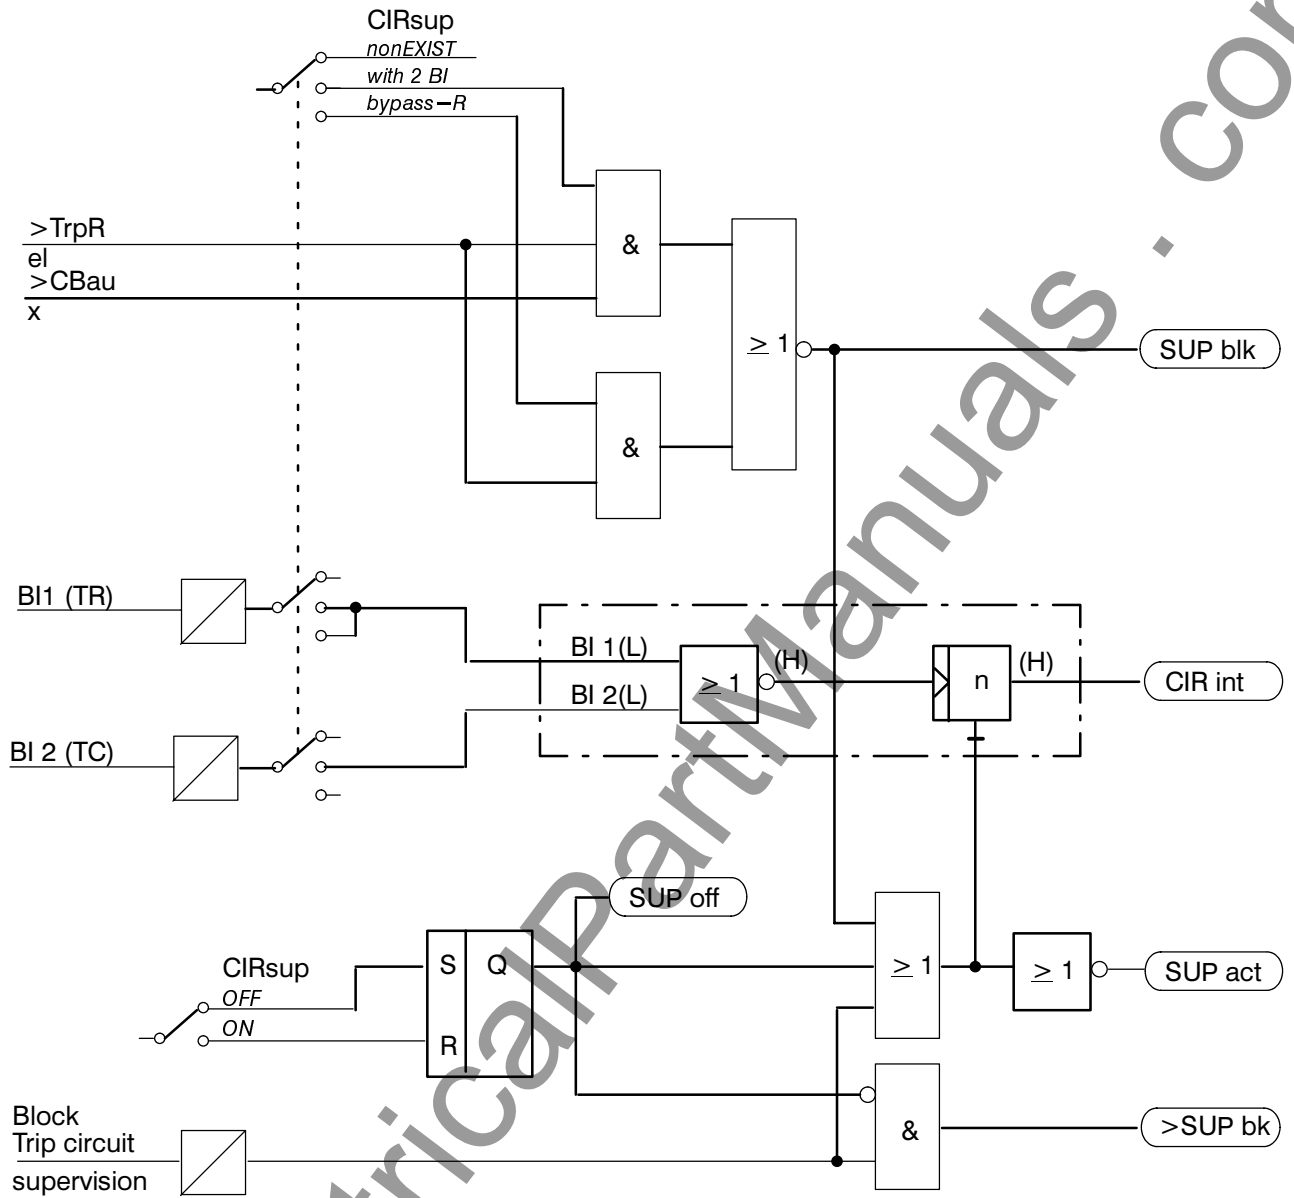 CIRsup
nonEXIST
with 2 BI
bypass–R
>TrpR
el
>CBau
x
&
≥ 1
SUP blk
&
BI1 (TR)
BI 1(L)
(H)
(H)
≥ 1
n
CIR int
BI 2(L)
BI 2 (TC)
SUP off
CIRsup
OFF
ON
S
Q
R
≥ 1
≥ 1
SUP act
Block
Trip circuit
supervision
&
>SUP bk
tricalPartManuals . con